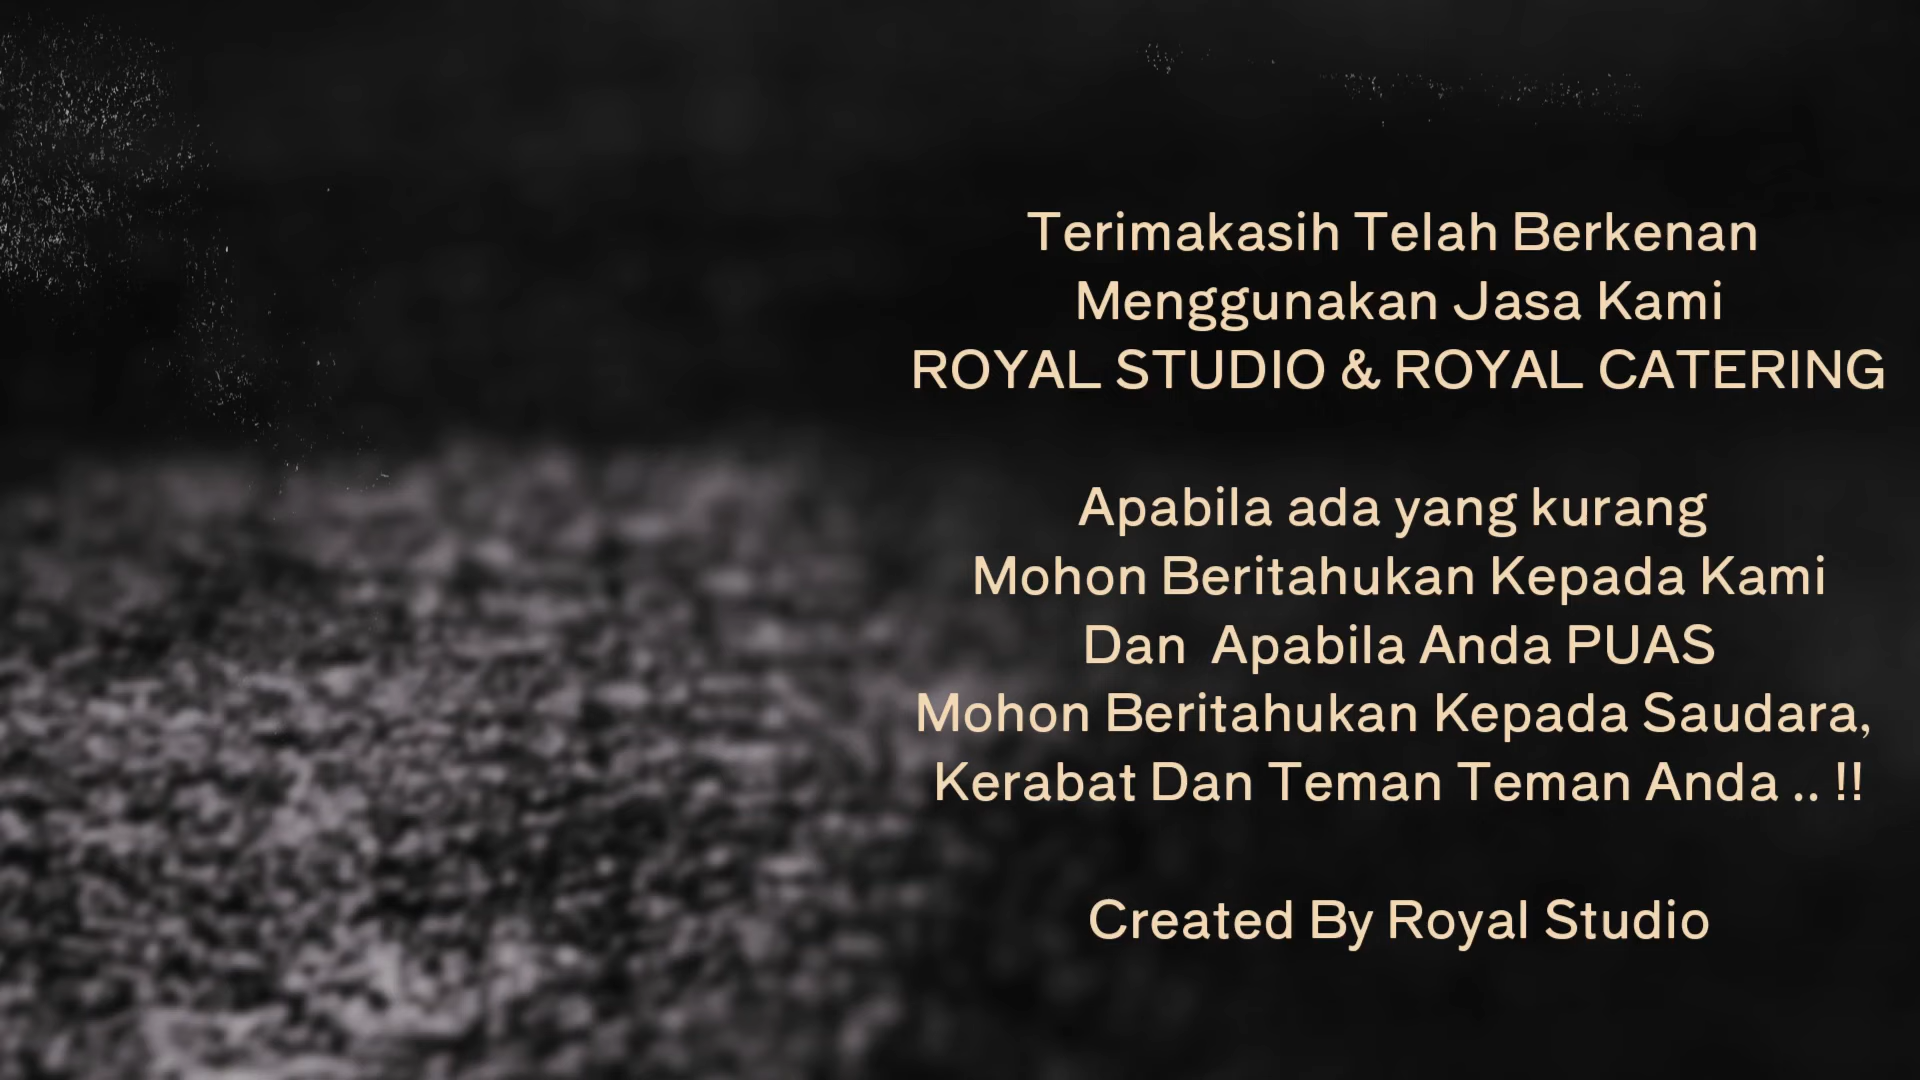 Terimakasih Telah Berkenan
Menggunakan Jasa Kami
ROYAL STUDIO & ROYAL CATERING
Apabila ada yang kurang
Mohon Beritahukan Kepada Kami
Dan  Apabila Anda PUAS
Mohon Beritahukan Kepada Saudara,
Kerabat Dan Teman Teman Anda .. !!
Created By Royal Studio